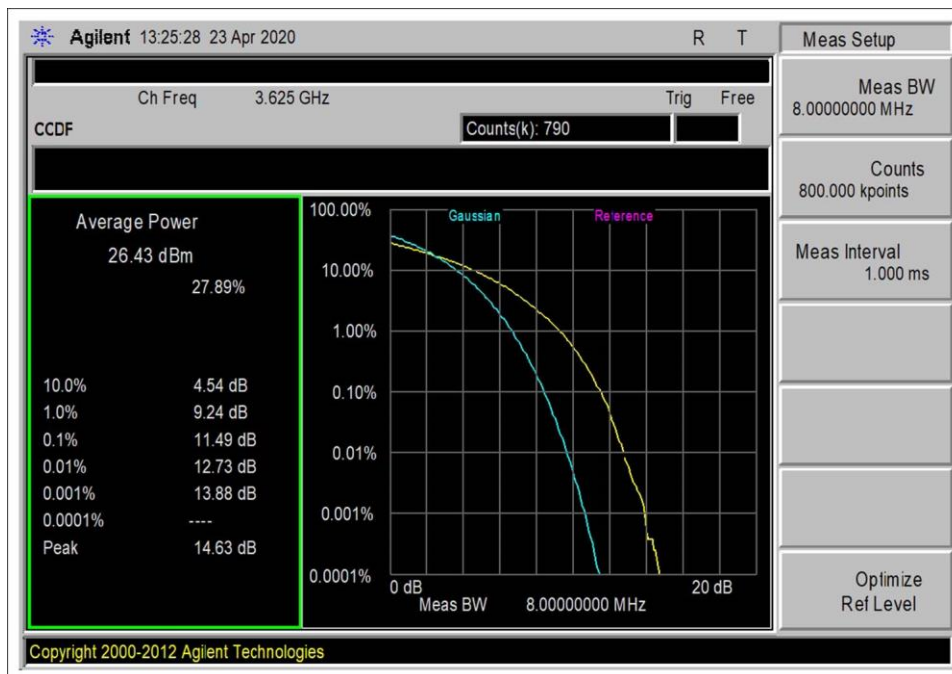 Agilent 13:25:28 23 Apr 2020 R T
Ch Freq 3.625 GHz Trig Free
CCDF Counts(k): 790
Average Power
26.43 dBm
27.89%
10.0% 4.54 dB
1.0% 9.24 dB
0.1% 11.49 dB
0.01% 12.73 dB
0.001% 13.88 dB
0.0001% ----
Peak 14.63 dB
Gaussian Reference
100.00%
10.00%
1.00%
0.10%
0.01%
0.001%
0.0001%
0 dB 20 dB
Meas BW 8.00000000 MHz
Meas Setup
Meas BW
8.00000000 MHz
Counts
800.000 kpoints
Meas Interval
1.000 ms
Optimize
Ref Level
Copyright 2000-2012 Agilent Technologies